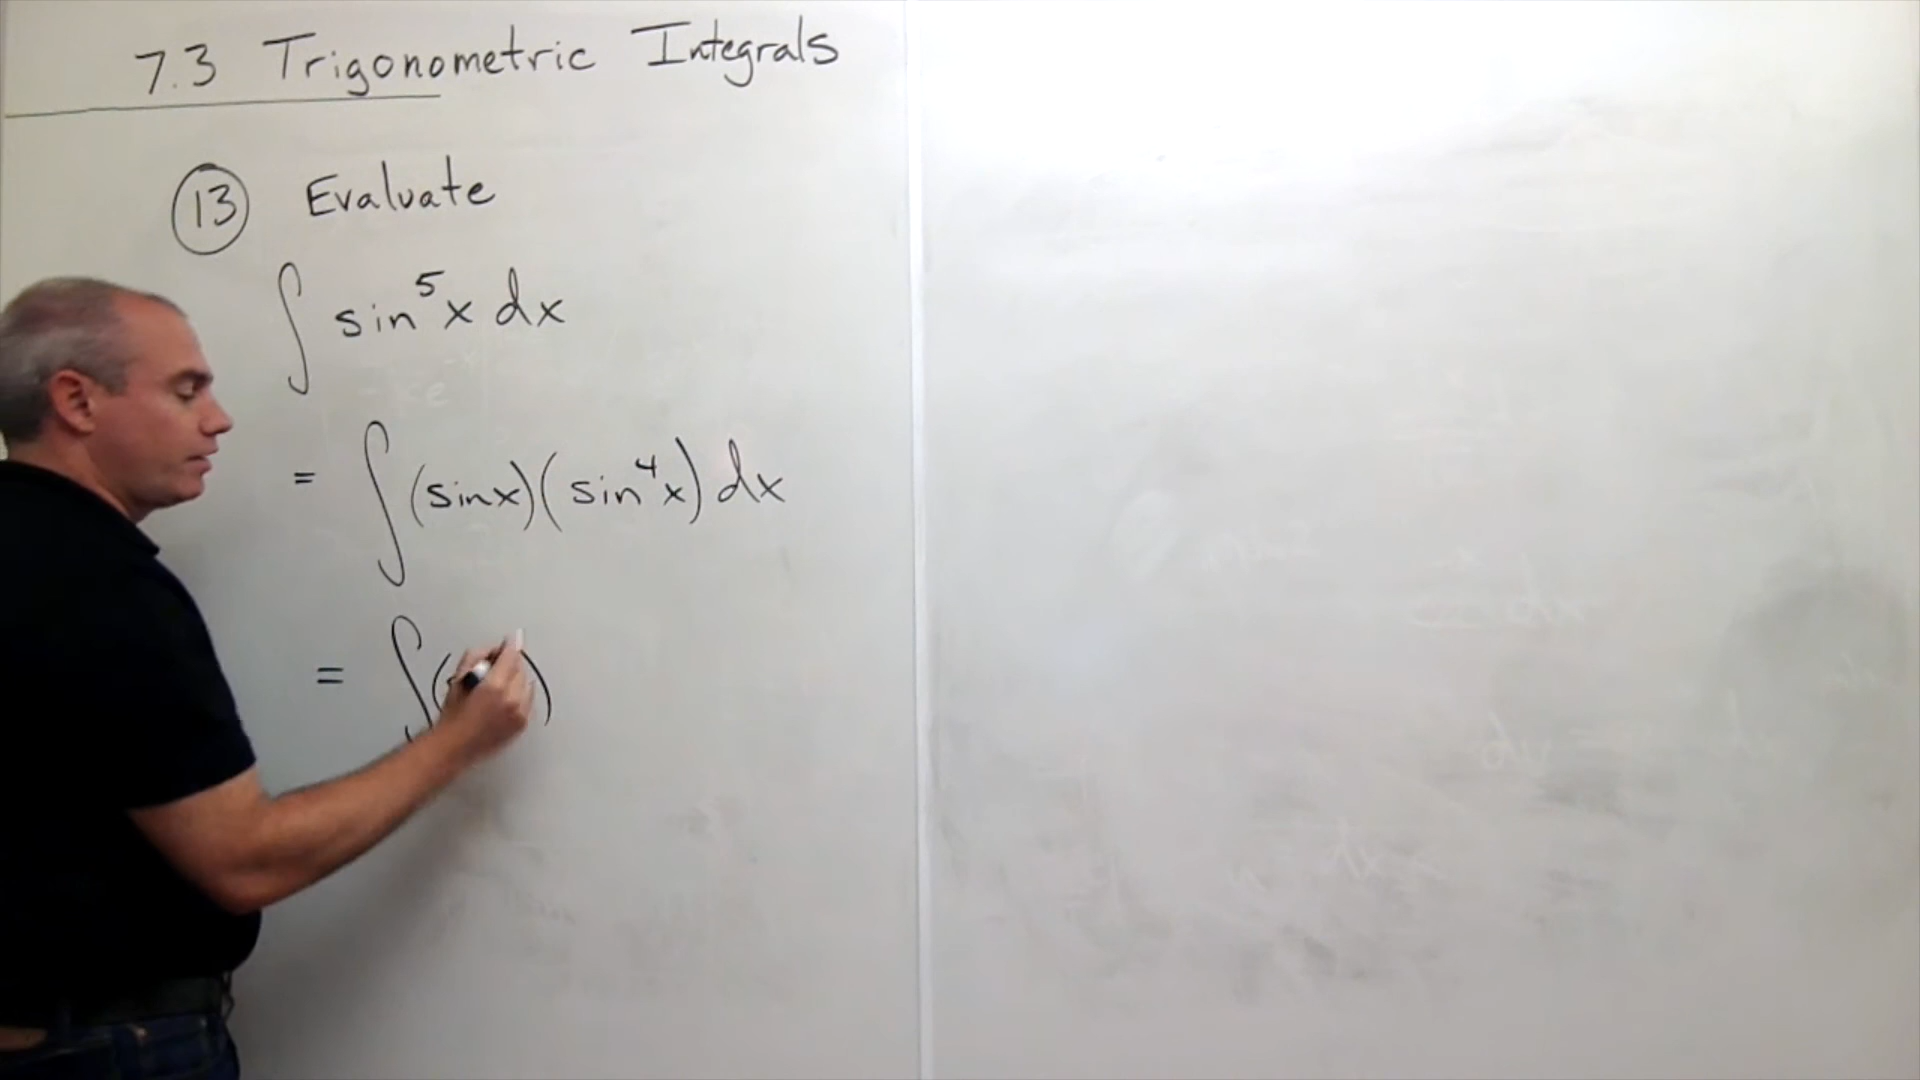 7.3 Trigonometric Integrals
13 Evaluate
∫ sin⁵x dx
= ∫ (sinx)(sin⁴x) dx
= ∫ ( )